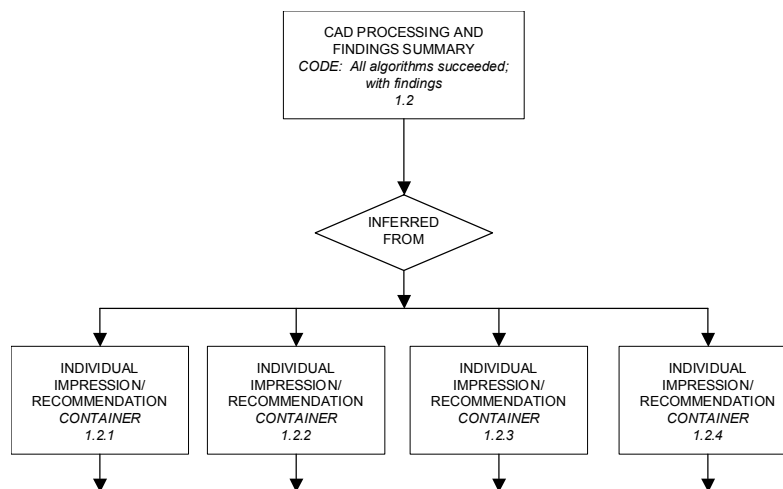 CAD PROCESSING AND
FINDINGS SUMMARY
CODE: All algorithms succeeded;
with findings
1.2
INFERRED
FROM
INDIVIDUAL
IMPRESSION/
RECOMMENDATION
CONTAINER
1.2.1
INDIVIDUAL
IMPRESSION/
RECOMMENDATION
CONTAINER
1.2.2
INDIVIDUAL
IMPRESSION/
RECOMMENDATION
CONTAINER
1.2.3
INDIVIDUAL
IMPRESSION/
RECOMMENDATION
CONTAINER
1.2.4